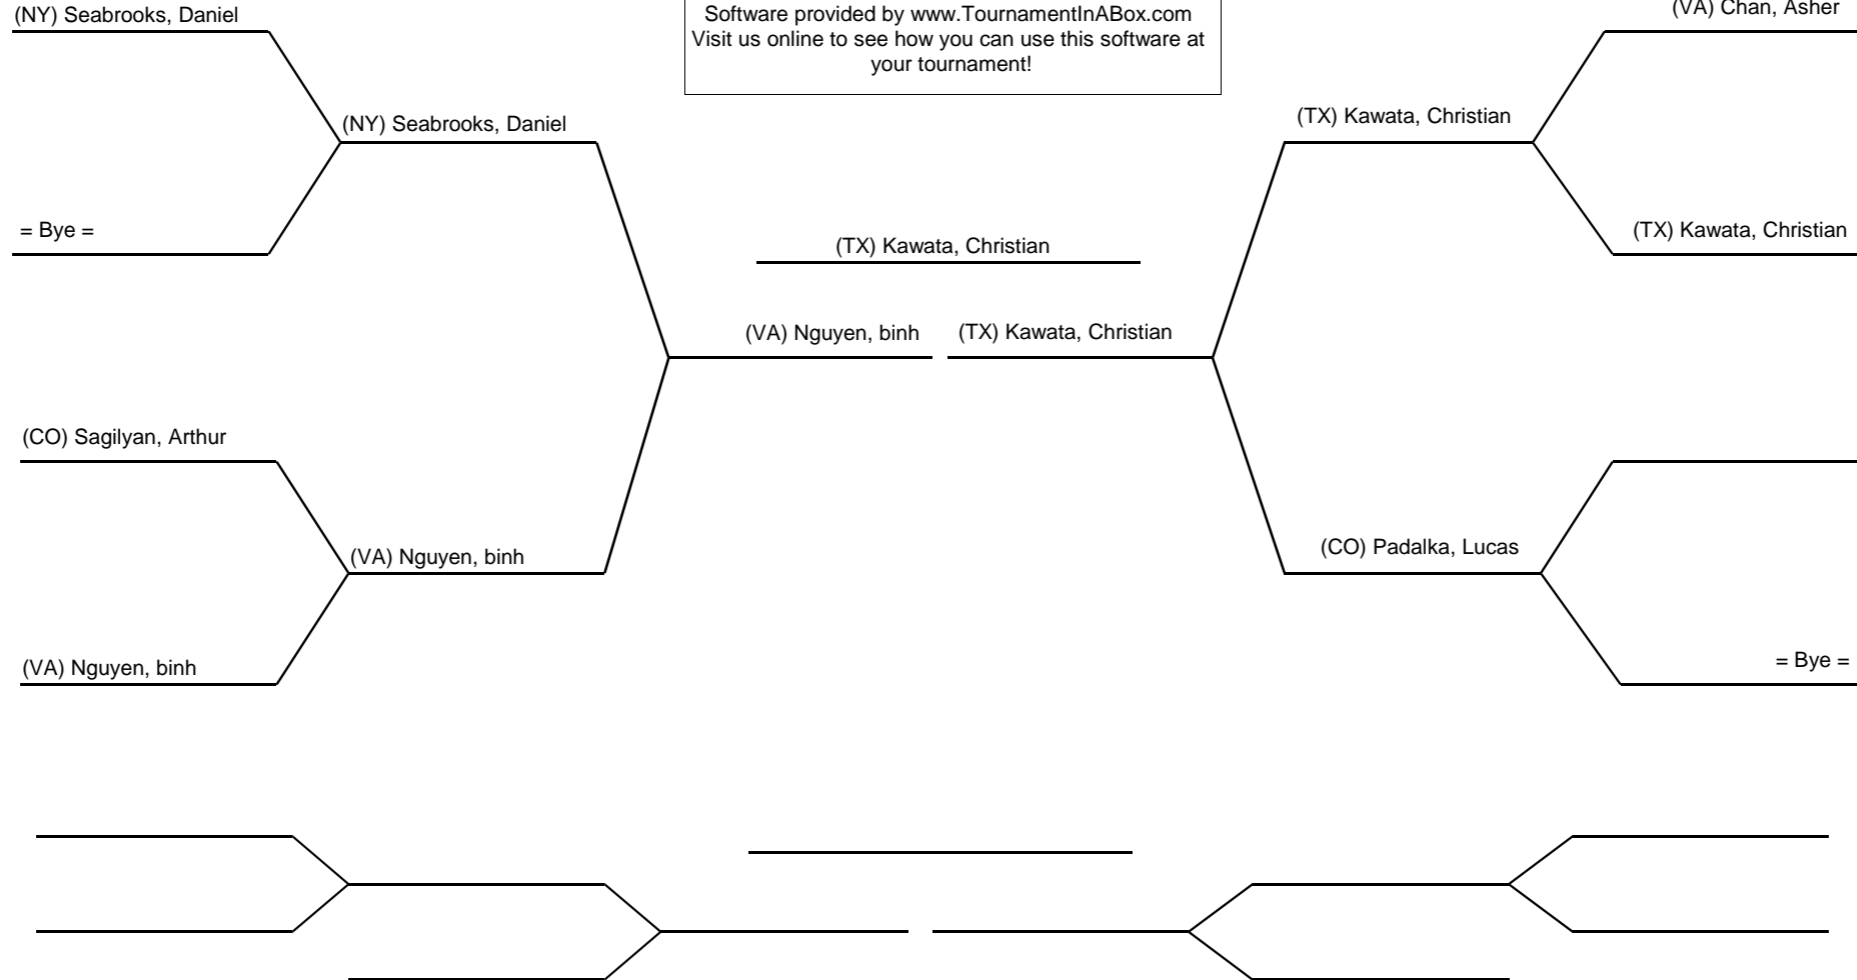 (NY) Seabrooks, Daniel
Software provided by www.TournamentInABox.com
Visit us online to see how you can use this software at
your tournament!
(VA) Chan, Asher
(NY) Seabrooks, Daniel
(TX) Kawata, Christian
= Bye =
(TX) Kawata, Christian
(TX) Kawata, Christian
(VA) Nguyen, binh
(TX) Kawata, Christian
(CO) Sagilyan, Arthur
(VA) Nguyen, binh
(CO) Padalka, Lucas
(VA) Nguyen, binh
= Bye =